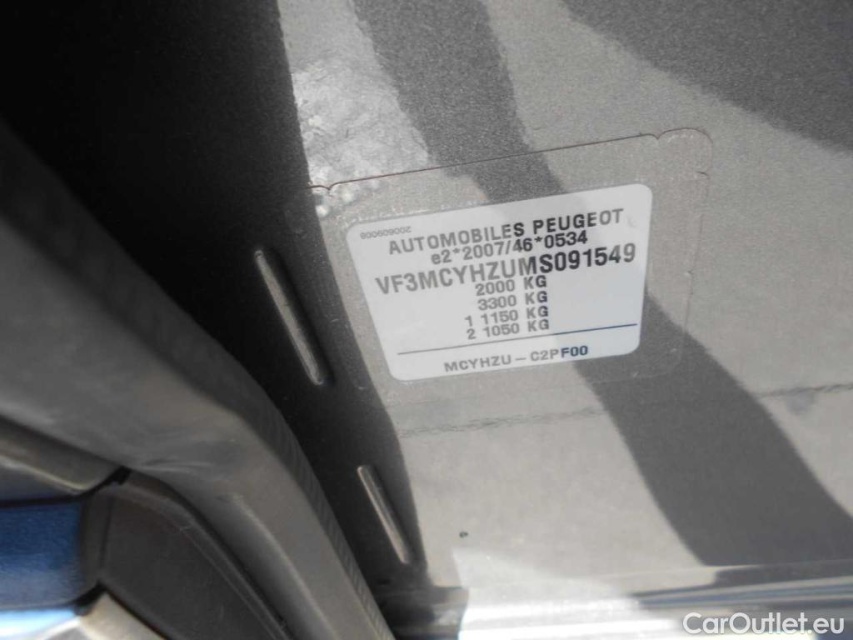 800609002
AUTOMOBILES PEUGEOT
e2*2007/46*0534
VF3MCYHZUMS091549
2000 KG
3300 KG
1 1150 KG
2 1050 KG
MCYHZU - C2PF00
CarOutlet.eu